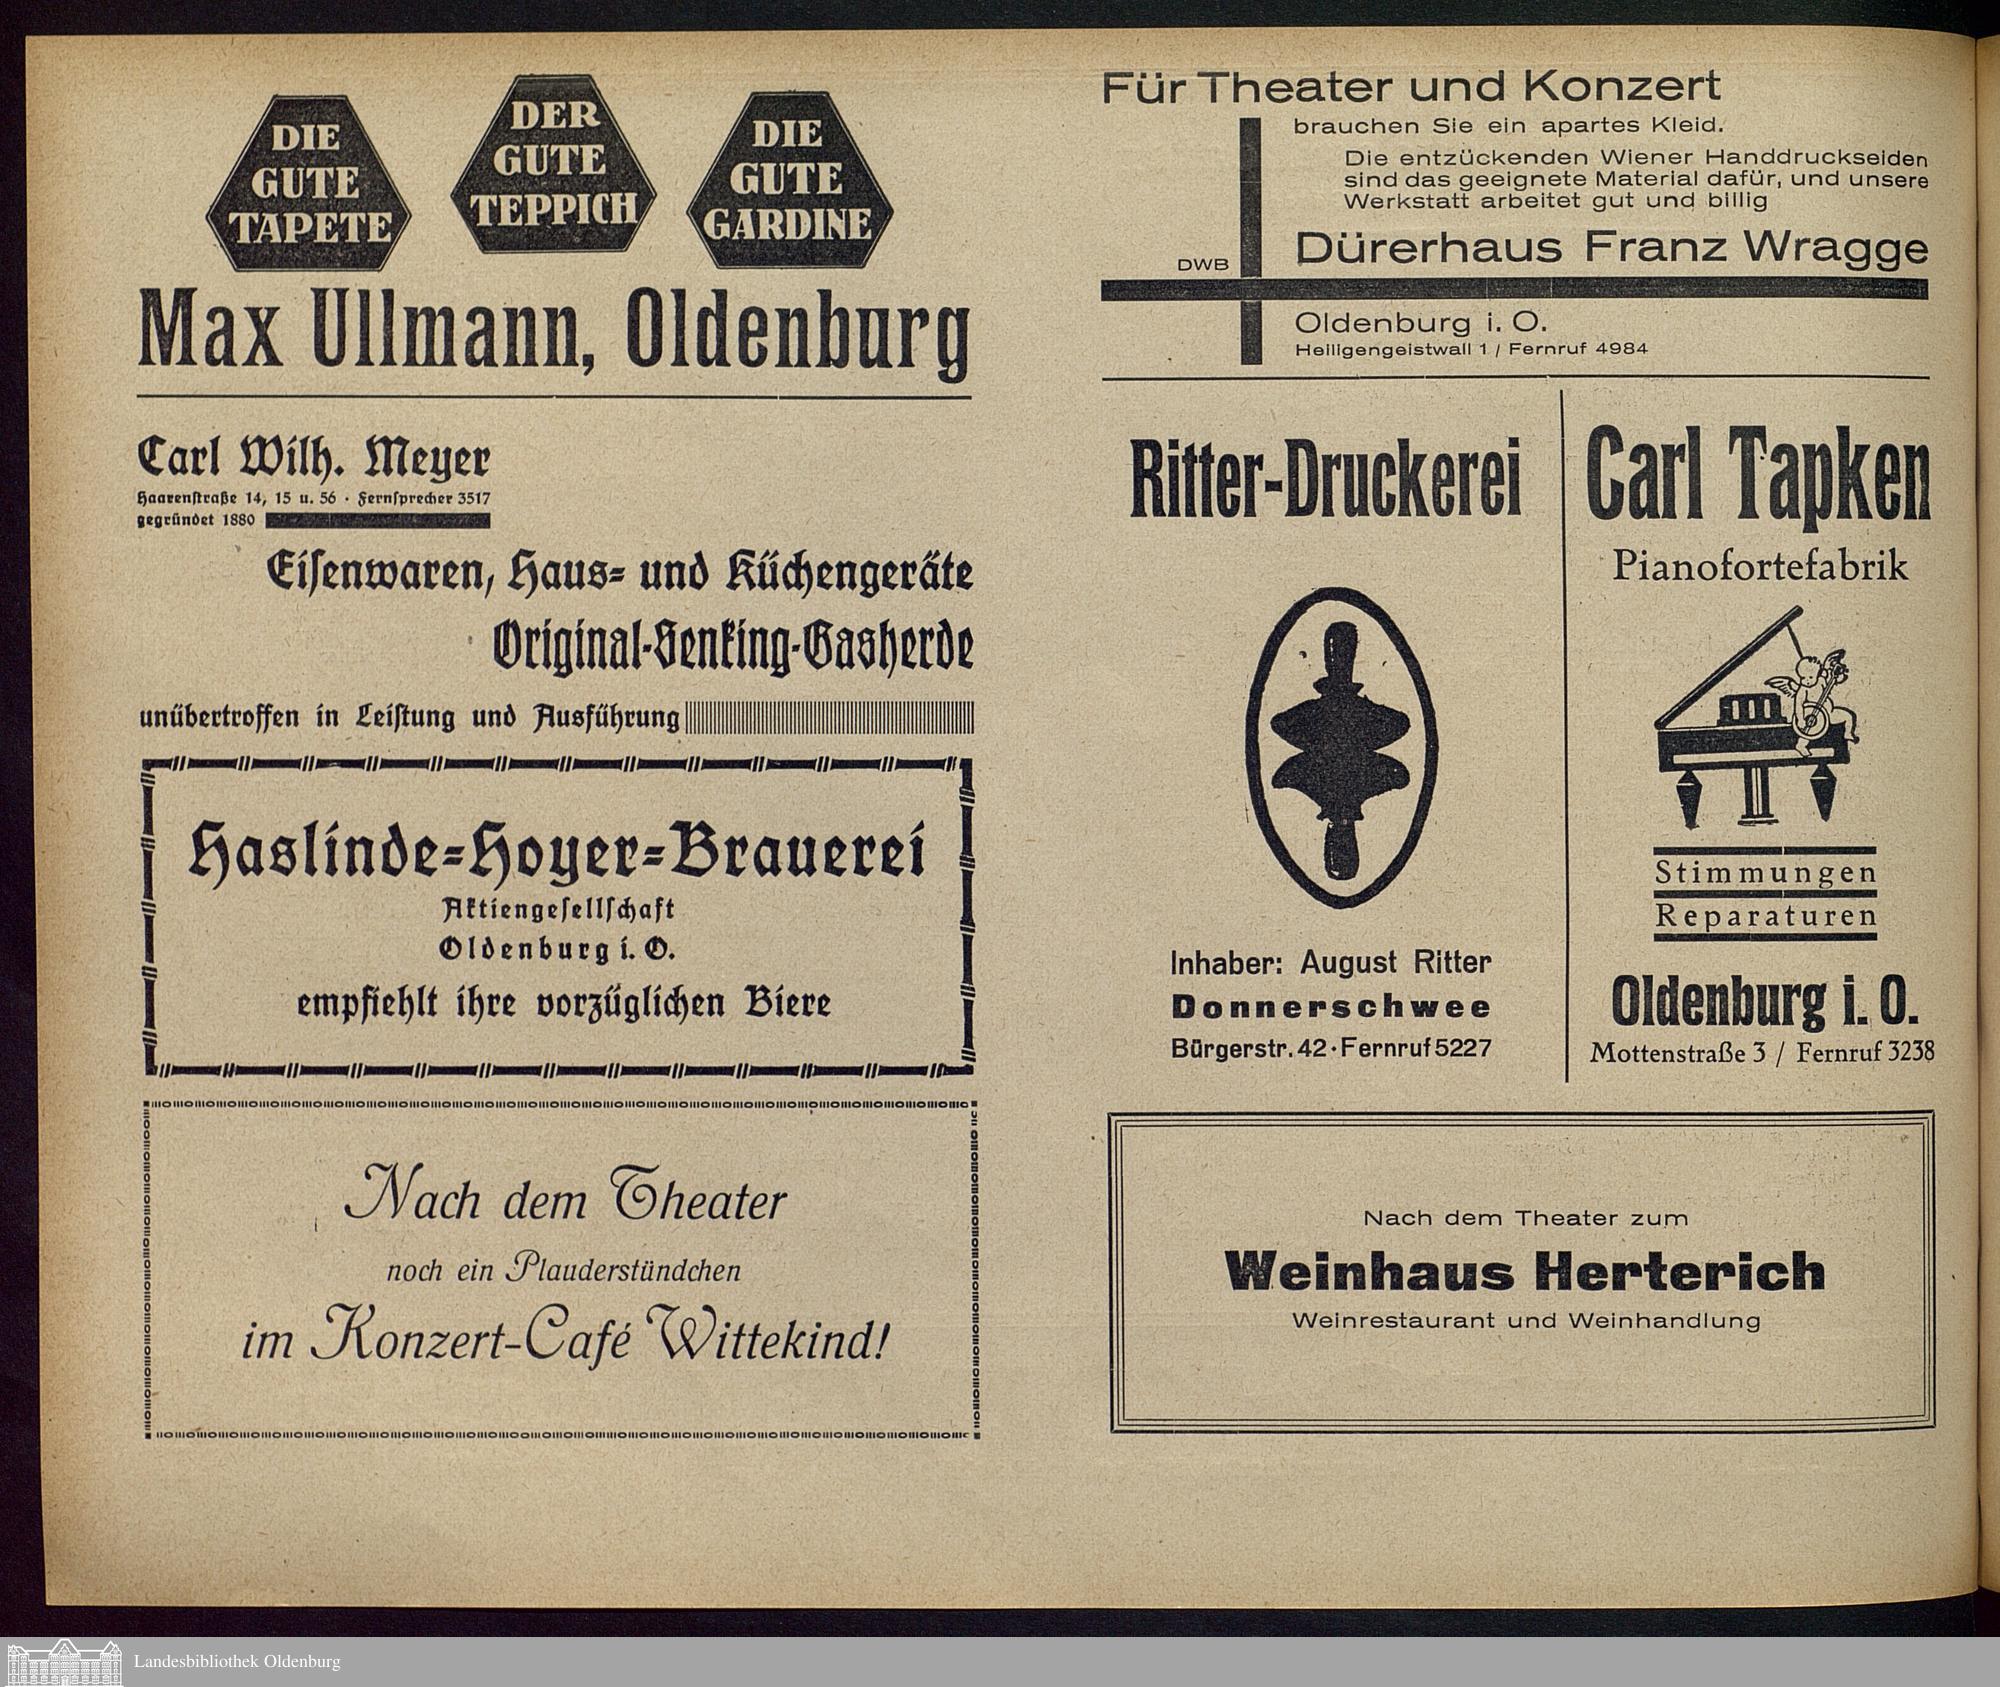 DIE
GUTE
TAPETE
DER
GUTE
TEPPICH
DIE
GUTE
GARDINE
Max Ullmann, Oldenburg
Carl Wilh. Meyer
Haarenſtraße 14, 15 u. 56 · Fernſprecher 3517
gegründet 1880
Eiſenwaren, Haus- und Küchengeräte
Original-Senking-Gasherde
unübertroffen in Leiſtung und Ausführung
Haslinde-Hoyer-Brauerei
Aktiengeſellſchaft
Oldenburg i. O.
empfiehlt ihre vorzüglichen Biere
Nach dem Theater
noch ein Plauderstündchen
im Konzert-Café Wittekind!
Für Theater und Konzert
brauchen Sie ein apartes Kleid.
Die entzückenden Wiener Handdruckseiden
sind das geeignete Material dafür, und unsere
Werkstatt arbeitet gut und billig
Dürerhaus Franz Wragge
DWB
Oldenburg i. O.
Heiligengeistwall 1 / Fernruf 4984
Ritter-Druckerei
Inhaber: August Ritter
Donnerschwee
Bürgerstr. 42 · Fernruf 5227
Carl Tapken
Pianofortefabrik
Stimmungen
Reparaturen
Oldenburg i. O.
Mottenstraße 3 / Fernruf 3238
Nach dem Theater zum
Weinhaus Herterich
Weinrestaurant und Weinhandlung
Landesbibliothek Oldenburg